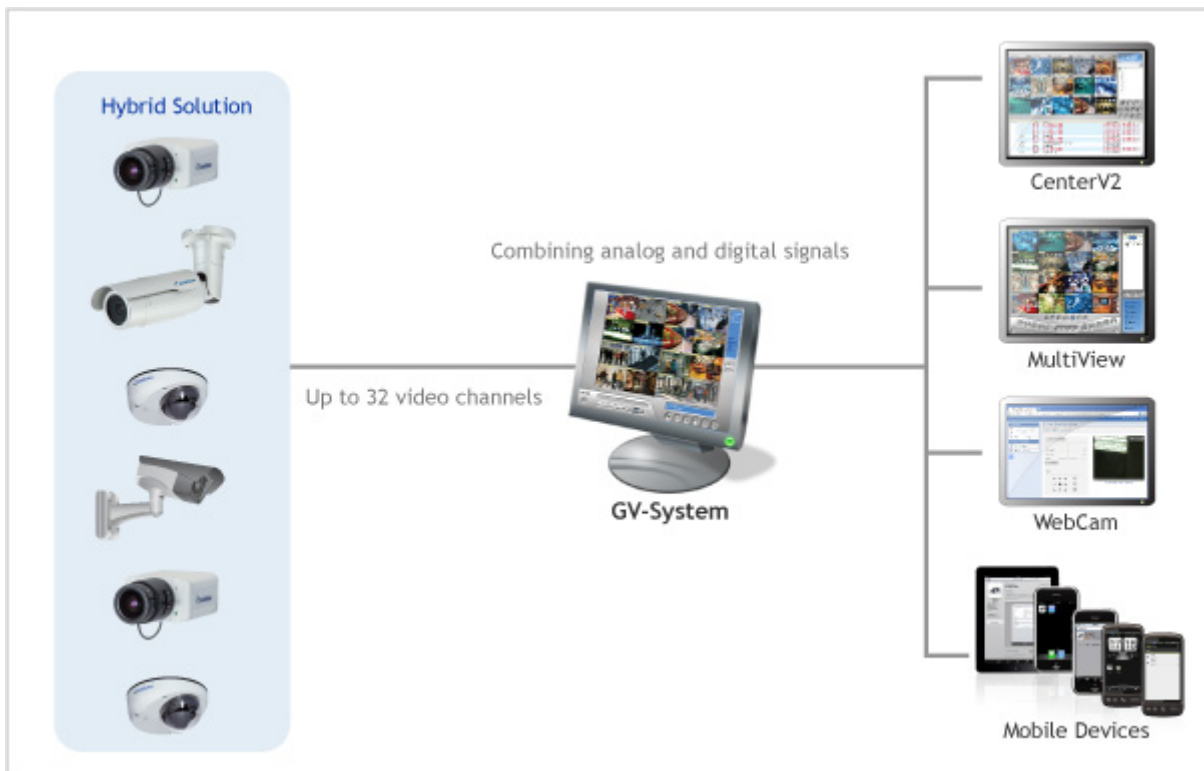 Hybrid Solution
Combining analog and digital signals
Up to 32 video channels
GV-System
CenterV2
MultiView
WebCam
Mobile Devices